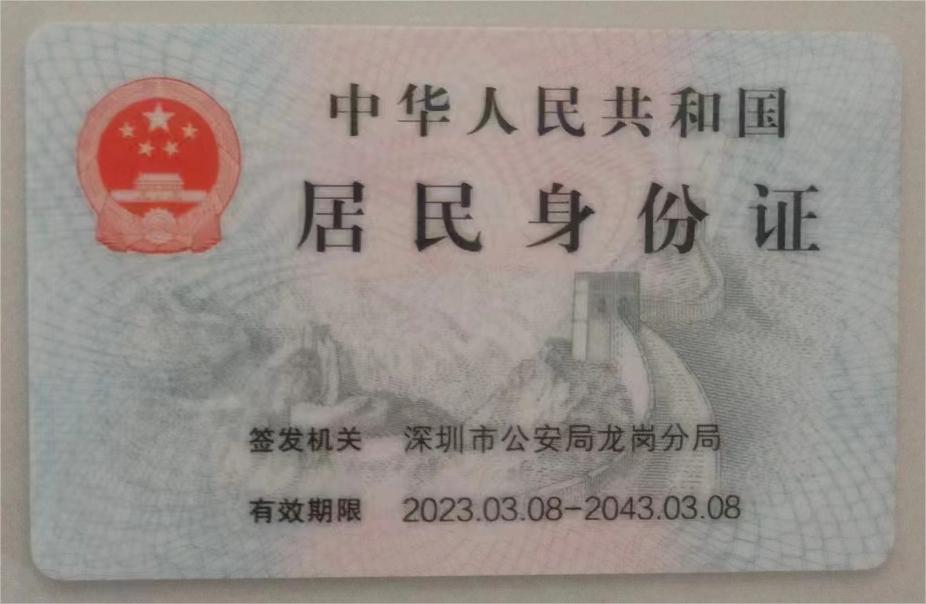 中华人民共和国
居民身份证
签发机关 深圳市公安局龙岗分局
有效期限 2023.03.08-2043.03.08